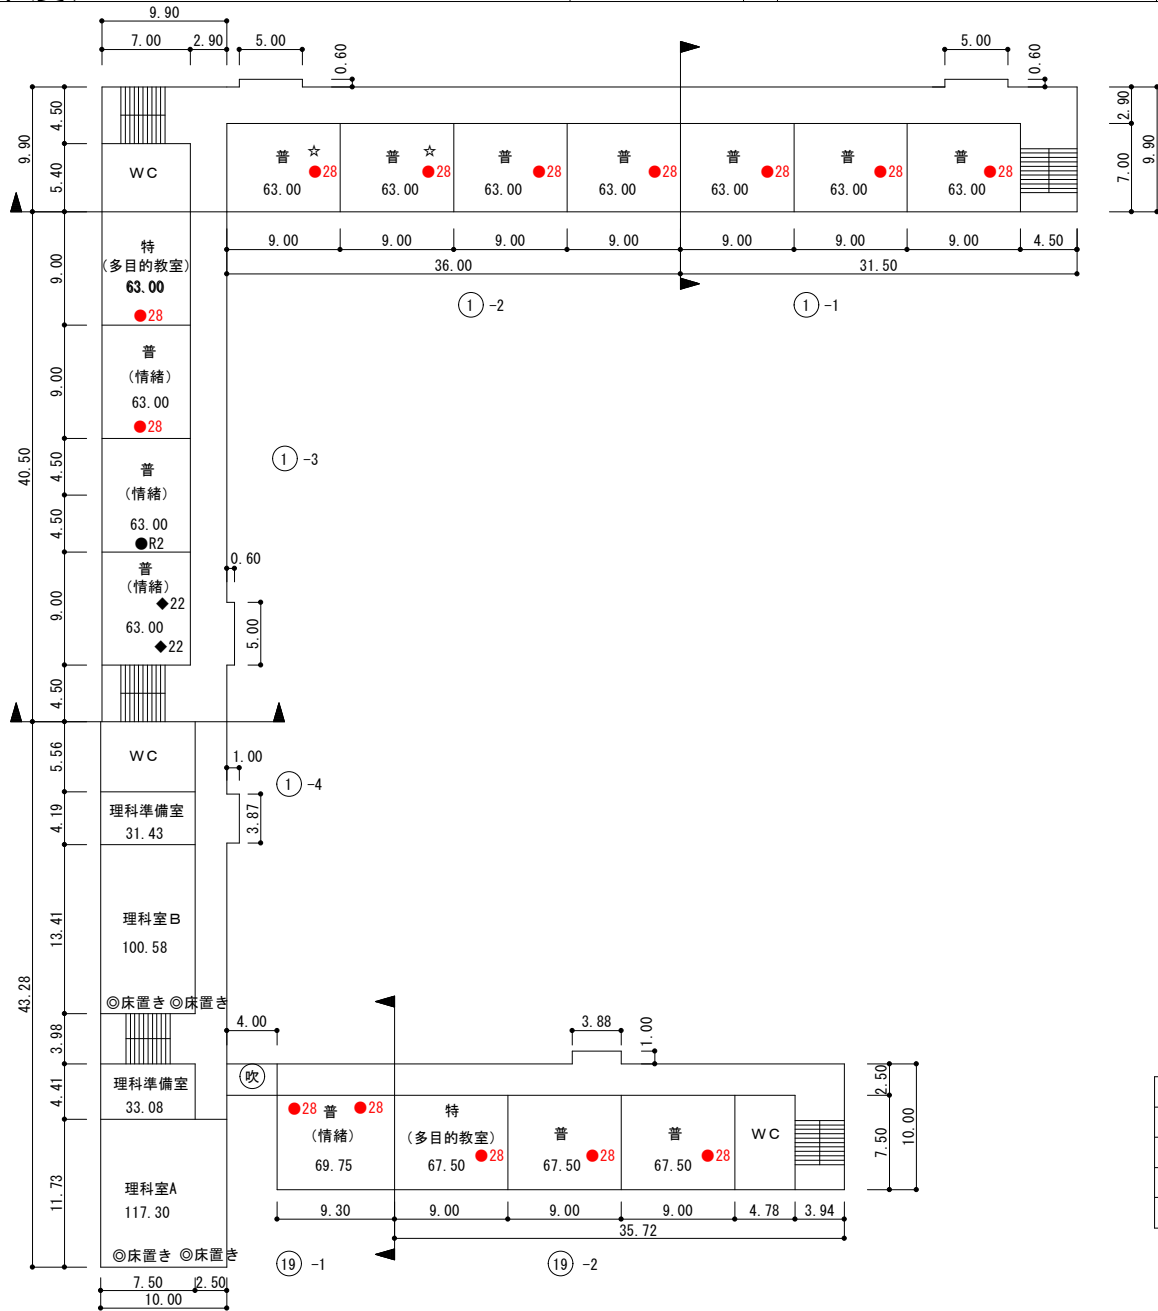 9.90
7.00 2.90 5.00 0.60 5.00 0.60
4.50 2.90
9.90 9.90
5.40 7.00
WC
普 ☆ 普 ☆ 普 普 普 普 普
●28 ●28 ●28 ●28 ●28 ●28 ●28
63.00 63.00 63.00 63.00 63.00 63.00 63.00
9.00 9.00 9.00 9.00 9.00 9.00 9.00 4.50
36.00 31.50
① -2 ① -1
特
(多目的教室)
63.00
●28
9.00
普
(情緒)
63.00
●28
9.00
① -3
40.50
普
(情緒)
63.00
●R2
4.50
4.50
普
(情緒)
◆22
63.00
◆22
9.00
0.60
5.00
4.50
WC
5.56
1.00
① -4
理科準備室
31.43
4.19
3.87
理科室B
100.58
13.41
◎床置き ◎床置き
43.28
3.98
4.00 3.88 1.00
理科準備室
33.08
4.41
吹
2.50
7.50
10.00
●28 普 ●28
(情緒)
69.75
特
(多目的教室)
67.50 ●28
普
67.50 ●28
普
67.50 ●28
WC
理科室A
117.30
11.73
◎床置き ◎床置き
9.30 9.00 9.00 9.00 4.78 3.94
35.72
⑲ -1 ⑲ -2
7.50 2.50
10.00